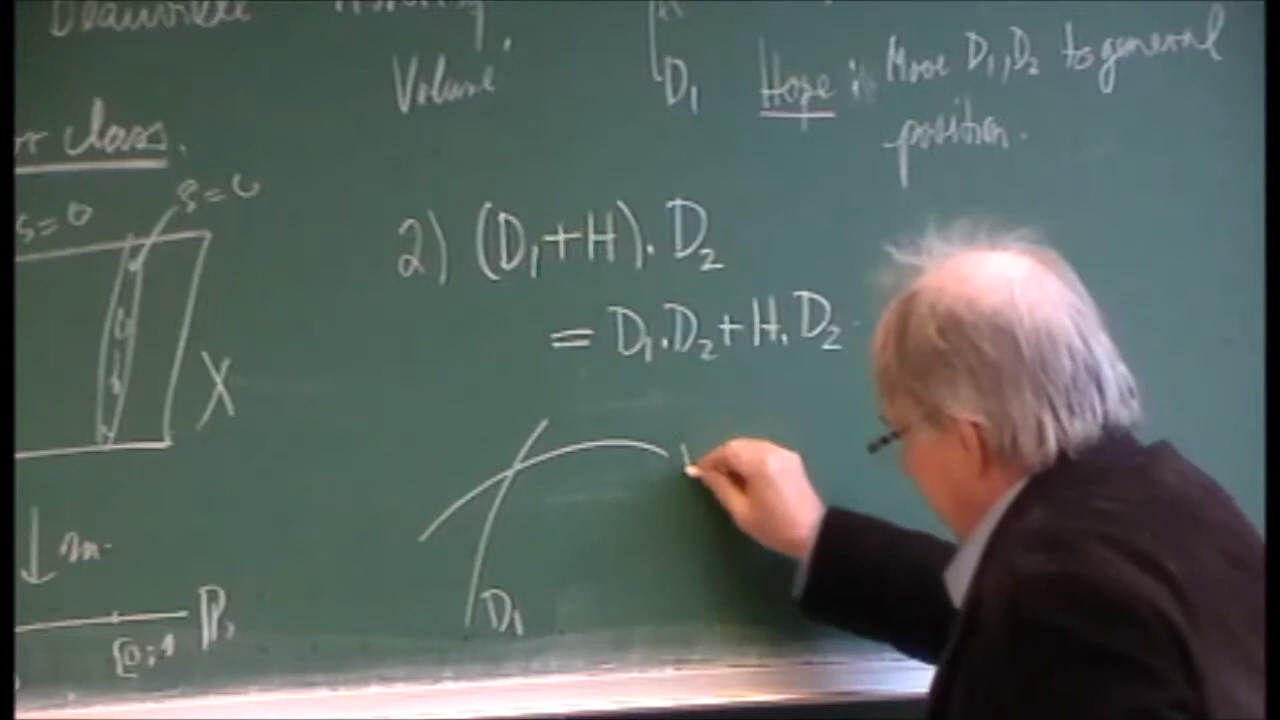 Volume
D₁
Hope is Move D₁, D₂ to general
position.
class.
s=0
s=0
X
P₁
2) (D₁+H).D₂
= D₁.D₂+H.D₂
D₁